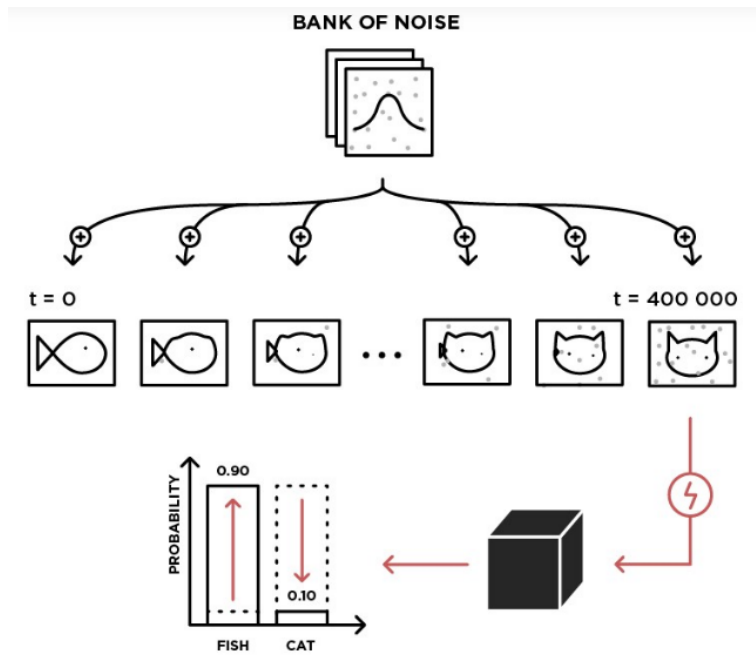 BANK OF NOISE
t = 0
t = 400 000
PROBABILITY
0.90
0.10
FISH
CAT